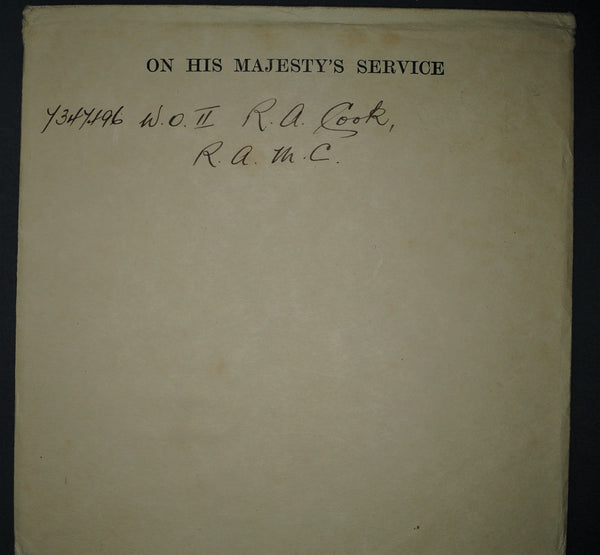 ON HIS MAJESTY'S SERVICE
7347496 W.O. II R.A. Cook,
R.A.M.C.